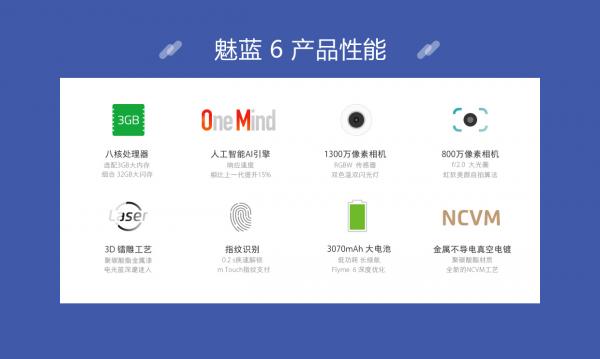 魅蓝 6 产品性能
3GB
One Mind
八核处理器
人工智能AI引擎
1300万像素相机
800万像素相机
选配3GB大内存
响应速度
RGBW 传感器
f/2.0 大光圈
组合 32GB大闪存
相比上一代提升15%
双色温双闪光灯
虹软美颜自拍算法
Laser
NCVM
3D 镭雕工艺
指纹识别
3070mAh 大电池
金属不导电真空电镀
聚碳酸酯金属漆
0.2 s疾速解锁
低功耗 长续航
聚碳酸酯材质
电光蓝深邃迷人
m Touch指纹支付
Flyme 6 深度优化
全新的NCVM工艺